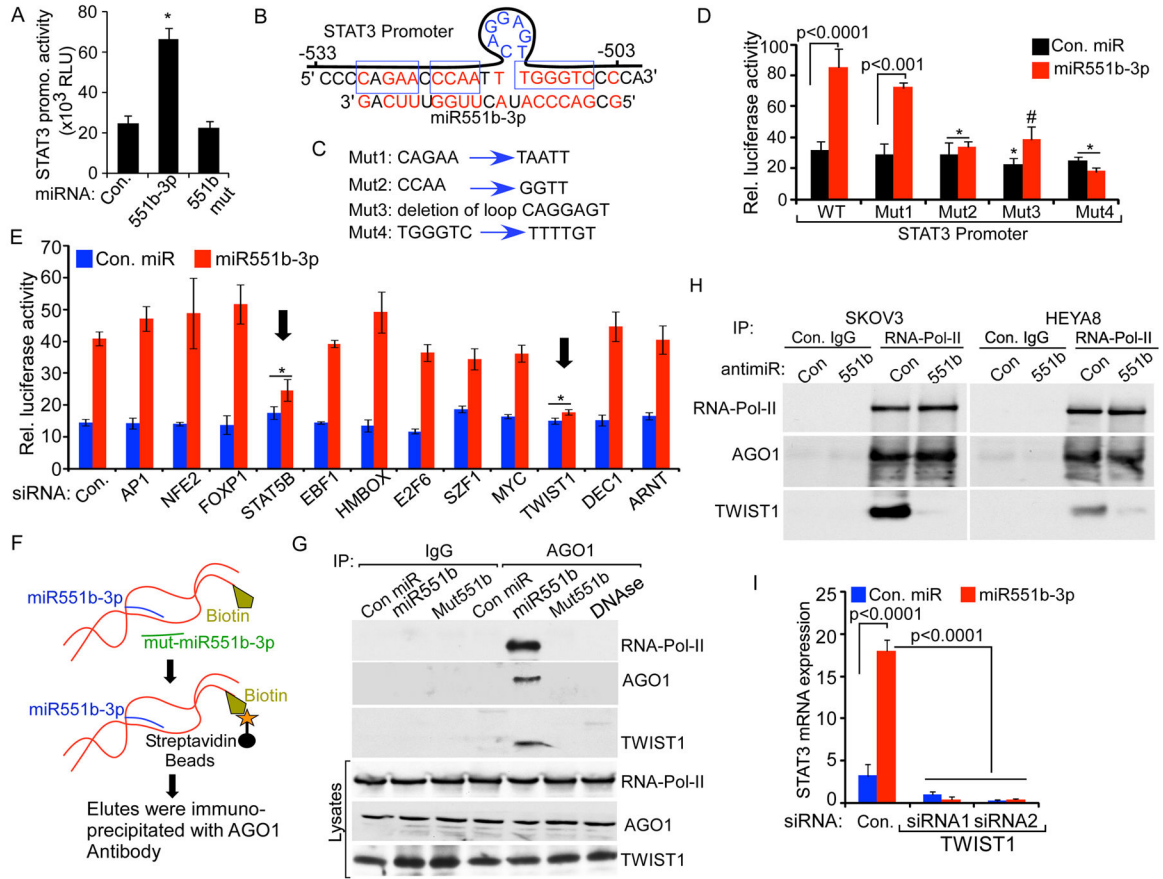 A
STAT3 promo. activity
(x10³ RLU)
80
60
40
20
0
*
miRNA:
Con.
551b-3p
551b
mut
B
STAT3 Promoter
-533
-503
CAGGAGT
5' CCCCAGAACCCAATT TGGGTCCCCA3'
3'GACUUUGGUUCAUACCCAGCG5'
miR551b-3p
C
Mut1: CAGAA TAATT
Mut2: CCAA GGTT
Mut3: deletion of loop CAGGAGT
Mut4: TGGGTC TTTTGT
D
Rel. luciferase activity
100
80
60
40
20
0
p<0.0001
p<0.001
*
*
#
*
Con. miR
miR551b-3p
WT
Mut1
Mut2
Mut3
Mut4
STAT3 Promoter
E
Rel. luciferase activity
70
60
50
40
30
20
10
0
Con. miR
miR551b-3p
*
*
siRNA:
Con.
AP1
NFE2
FOXP1
STAT5B
EBF1
HMBOX
E2F6
SZF1
MYC
TWIST1
DEC1
ARNT
F
miR551b-3p
Biotin
mut-miR551b-3p
miR551b-3p
Biotin
Streptavidin
Beads
Elutes were immuno-
precipitated with AGO1
Antibody
G
IP:
IgG
AGO1
Con miR
miR551b
Mut551b
Con miR
miR551b
Mut551b
DNAse
RNA-Pol-II
AGO1
TWIST1
Lysates
RNA-Pol-II
AGO1
TWIST1
H
SKOV3
HEYA8
IP:
Con. IgG
RNA-Pol-II
Con. IgG
RNA-Pol-II
antimiR:
Con
551b
Con
551b
Con
551b
Con
551b
RNA-Pol-II
AGO1
TWIST1
I
STAT3 mRNA expression
25
20
15
10
5
0
Con. miR
miR551b-3p
p<0.0001
p<0.0001
siRNA:
Con.
siRNA1
siRNA2
TWIST1